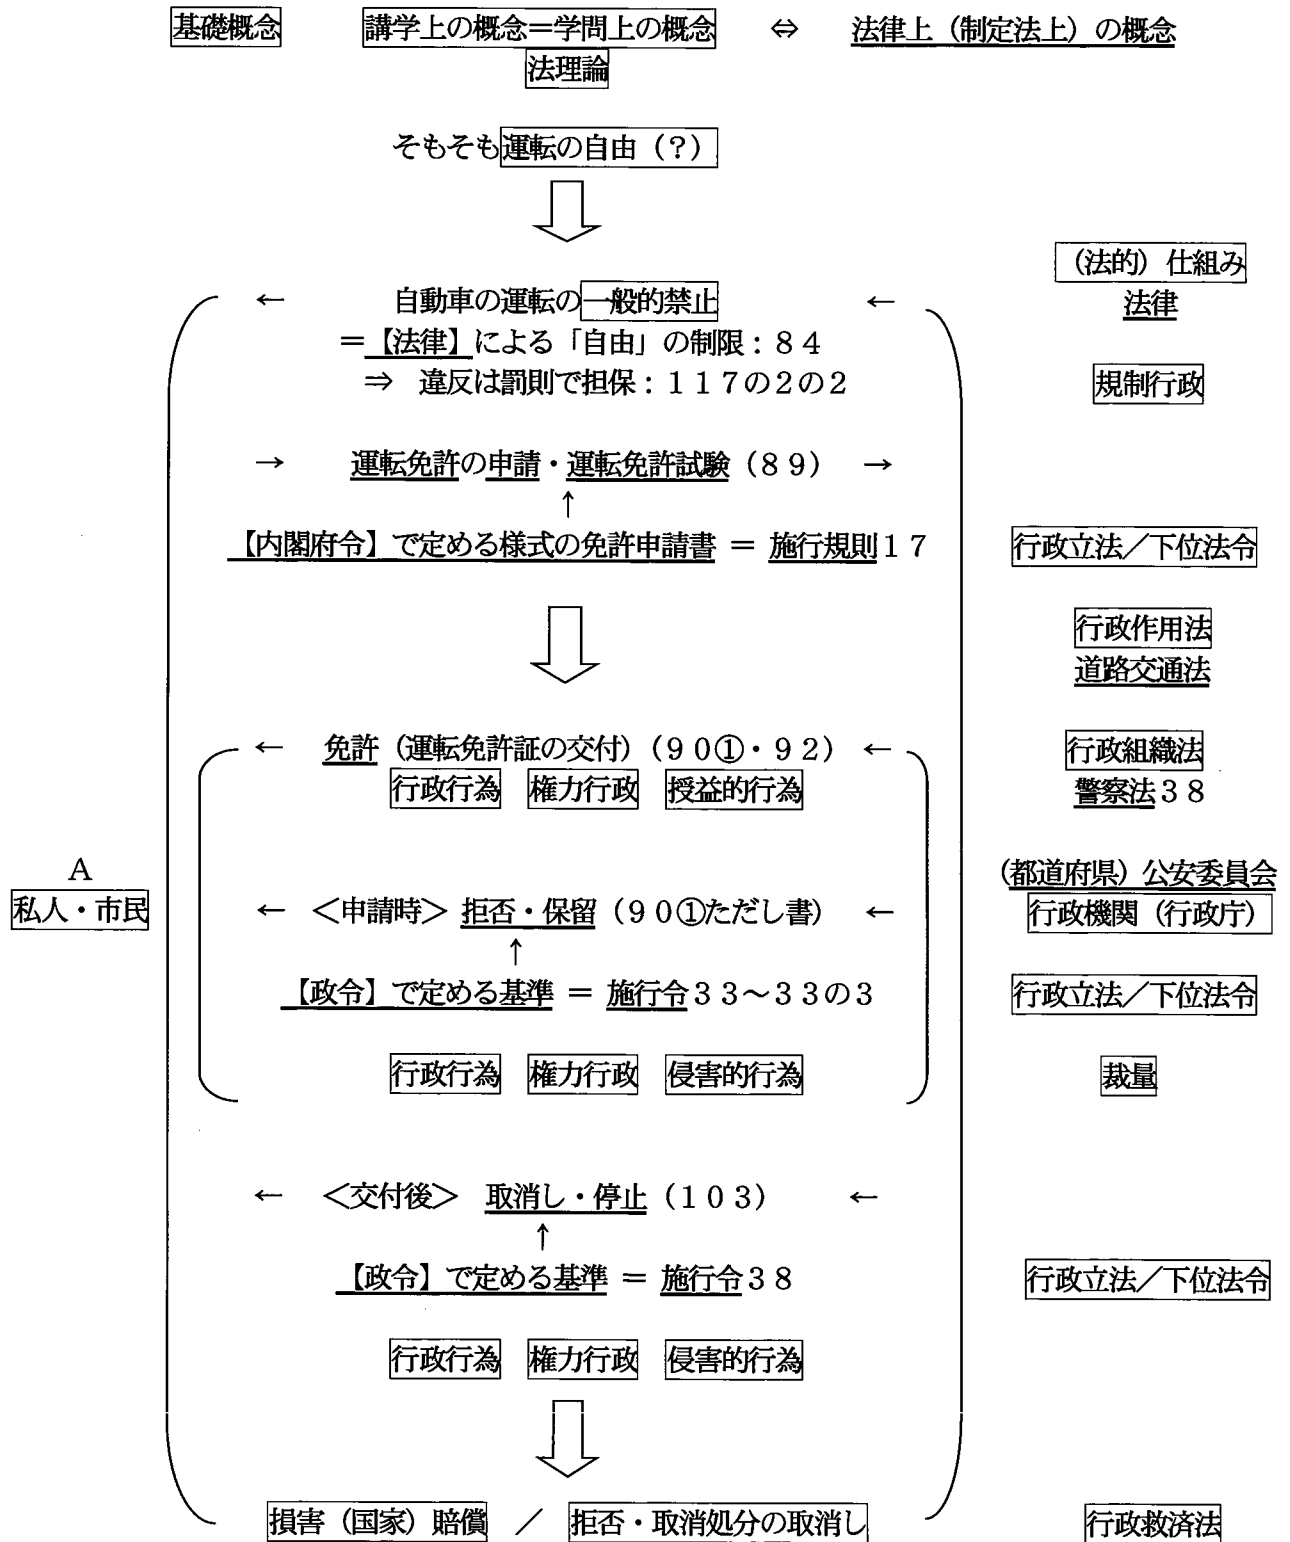 基礎概念 講学上の概念=学問上の概念 ⇔ 法律上(制定法上)の概念
法理論
そもそも運転の自由(?)
(法的)仕組み
← 自動車の運転の一般的禁止 ← 法律
=【法律】による「自由」の制限:84
⇒ 違反は罰則で担保:117の2の2 規制行政
→ 運転免許の申請・運転免許試験(89) →
↑
【内閣府令】で定める様式の免許申請書 = 施行規則17 行政立法/下位法令
行政作用法
道路交通法
← 免許(運転免許証の交付)(90①・92) ← 行政組織法
行政行為 権力行政 授益的行為 警察法38
A (都道府県)公安委員会
私人・市民 ← <申請時> 拒否・保留(90①ただし書) ← 行政機関(行政庁)
↑
【政令】で定める基準 = 施行令33~33の3 行政立法/下位法令
行政行為 権力行政 侵害的行為 裁量
← <交付後> 取消し・停止(103) ←
↑
【政令】で定める基準 = 施行令38 行政立法/下位法令
行政行為 権力行政 侵害的行為
損害(国家)賠償 / 拒否・取消処分の取消し 行政救済法